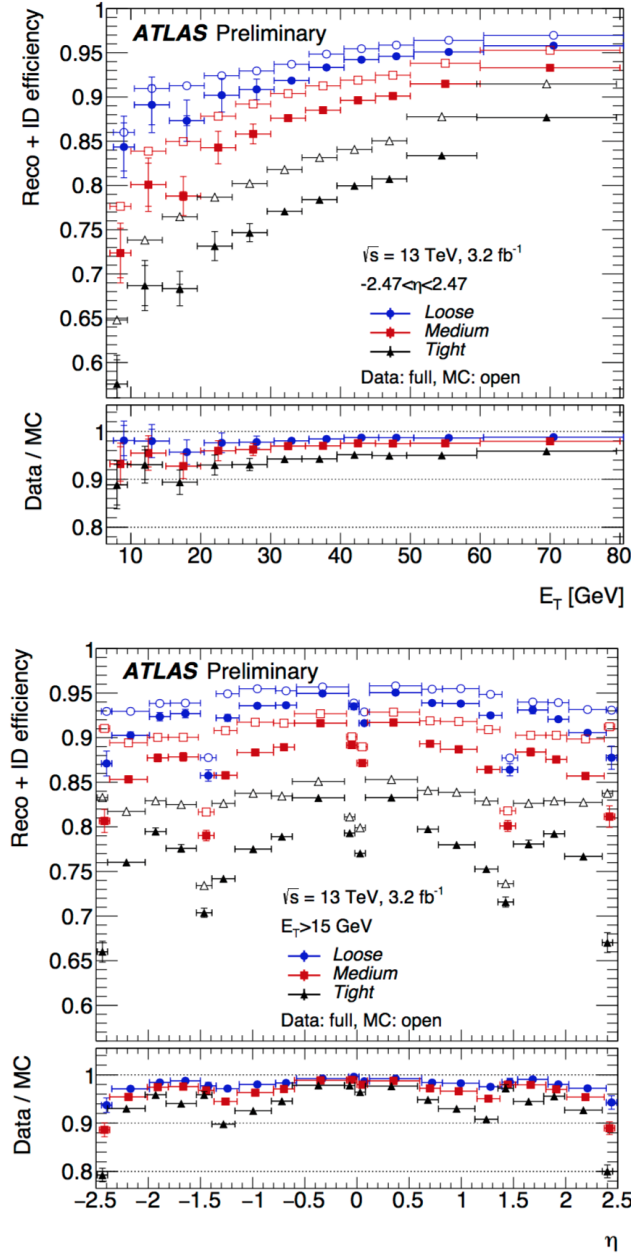 ATLAS Preliminary
Reco + ID efficiency
1
0.95
0.9
0.85
0.8
0.75
0.7
0.65
0.6
√s = 13 TeV, 3.2 fb⁻¹
-2.47<η<2.47
Loose
Medium
Tight
Data: full, MC: open
Data / MC
1
0.9
0.8
10 20 30 40 50 60 70 80
E_T [GeV]
ATLAS Preliminary
Reco + ID efficiency
1
0.95
0.9
0.85
0.8
0.75
0.7
0.65
0.6
√s = 13 TeV, 3.2 fb⁻¹
E_T>15 GeV
Loose
Medium
Tight
Data: full, MC: open
Data / MC
1
0.9
0.8
−2.5 −2 −1.5 −1 −0.5 0 0.5 1 1.5 2 2.5
η